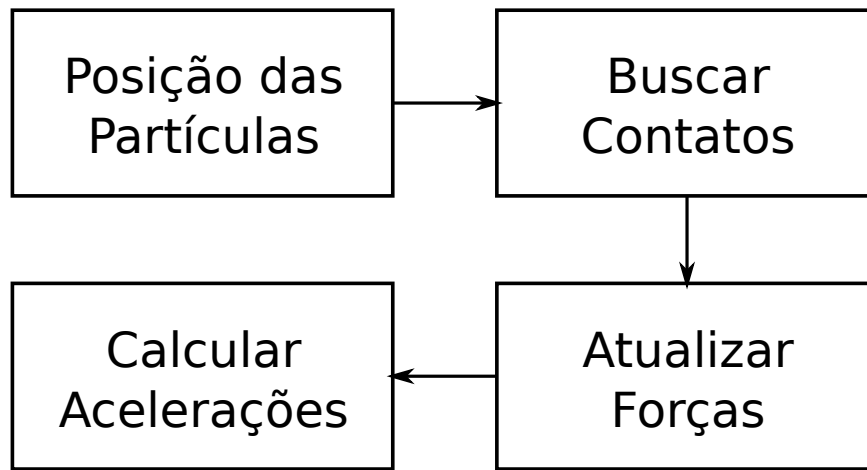 Posição das
Partículas
Buscar
Contatos
Calcular
Acelerações
Atualizar
Forças